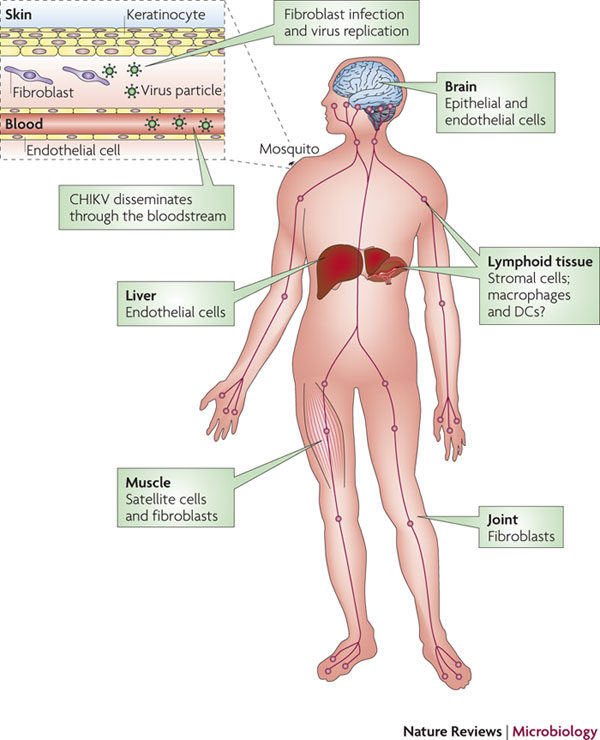 Skin
Keratinocyte
Fibroblast infection
and virus replication
Fibroblast
Virus particle
Blood
Endothelial cell
Mosquito
CHIKV disseminates
through the bloodstream
Brain
Epithelial and
endothelial cells
Liver
Endothelial cells
Lymphoid tissue
Stromal cells;
macrophages
and DCs?
Muscle
Satellite cells
and fibroblasts
Joint
Fibroblasts
Nature Reviews | Microbiology